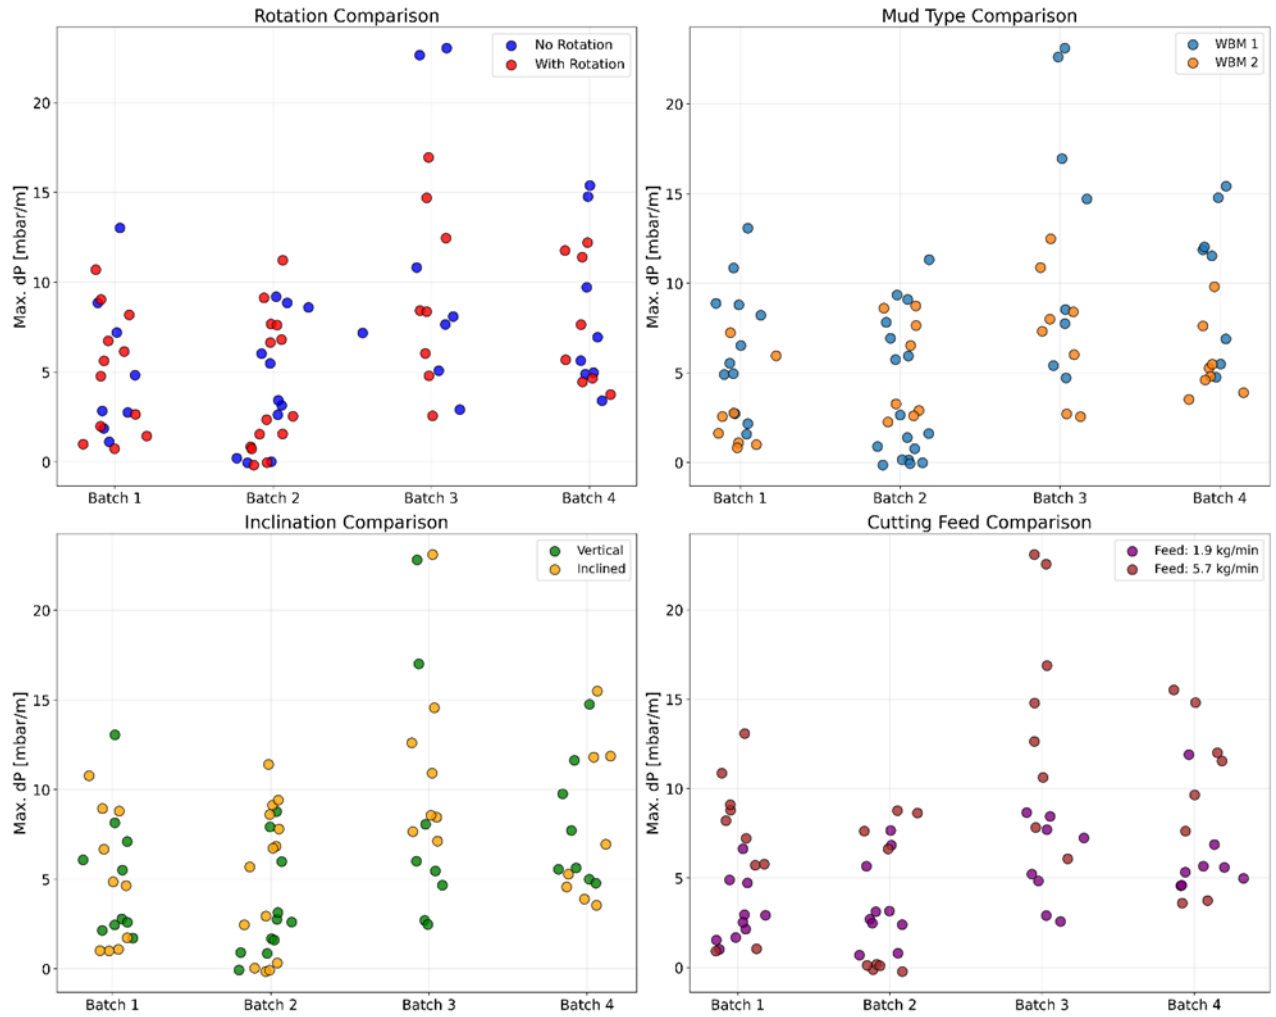 Rotation Comparison
Max. dP [mbar/m]
20
15
10
5
0
No Rotation
With Rotation
Batch 1
Batch 2
Batch 3
Batch 4
Mud Type Comparison
Max. dP [mbar/m]
20
15
10
5
0
WBM 1
WBM 2
Batch 1
Batch 2
Batch 3
Batch 4
Inclination Comparison
Max. dP [mbar/m]
20
15
10
5
0
Vertical
Inclined
Batch 1
Batch 2
Batch 3
Batch 4
Cutting Feed Comparison
Max. dP [mbar/m]
20
15
10
5
0
Feed: 1.9 kg/min
Feed: 5.7 kg/min
Batch 1
Batch 2
Batch 3
Batch 4